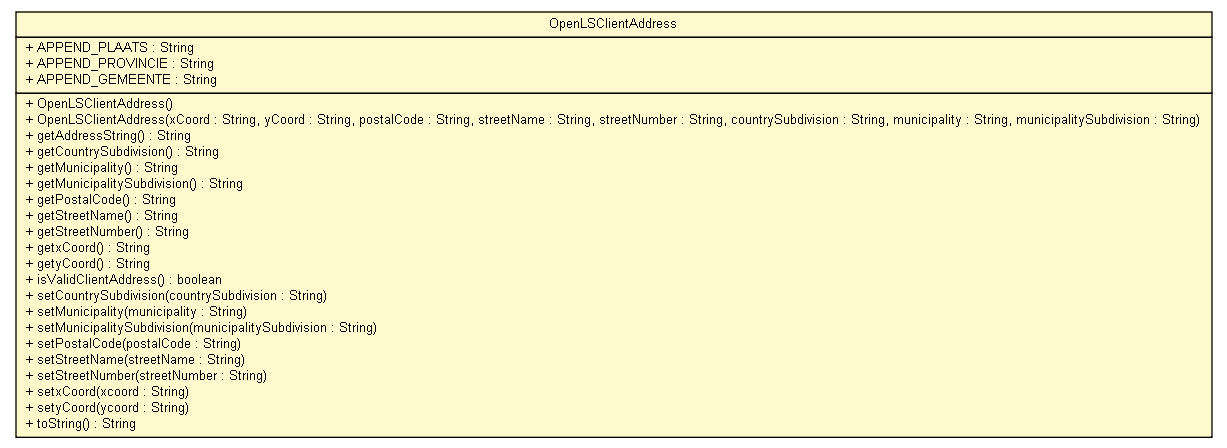 OpenLSClientAddress
+ APPEND_PLAATS : String
+ APPEND_PROVINCIE : String
+ APPEND_GEMEENTE : String
+ OpenLSClientAddress()
+ OpenLSClientAddress(xCoord : String, yCoord : String, postalCode : String, streetName : String, streetNumber : String, countrySubdivision : String, municipality : String, municipalitySubdivision : String)
+ getAddressString() : String
+ getCountrySubdivision() : String
+ getMunicipality() : String
+ getMunicipalitySubdivision() : String
+ getPostalCode() : String
+ getStreetName() : String
+ getStreetNumber() : String
+ getxCoord() : String
+ getyCoord() : String
+ isValidClientAddress() : boolean
+ setCountrySubdivision(countrySubdivision : String)
+ setMunicipality(municipality : String)
+ setMunicipalitySubdivision(municipalitySubdivision : String)
+ setPostalCode(postalCode : String)
+ setStreetName(streetName : String)
+ setStreetNumber(streetNumber : String)
+ setxCoord(xcoord : String)
+ setyCoord(ycoord : String)
+ toString() : String